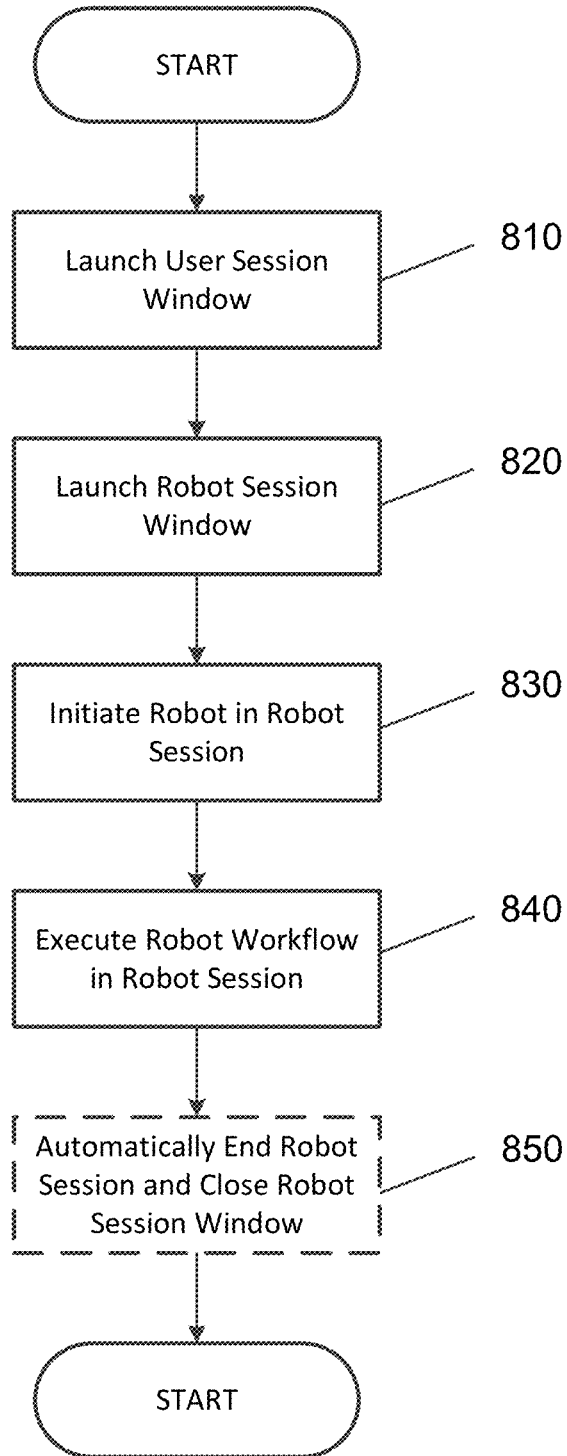 START
Launch User Session
Window
810
Launch Robot Session
Window
820
Initiate Robot in Robot
Session
830
Execute Robot Workflow
in Robot Session
840
Automatically End Robot
Session and Close Robot
Session Window
850
START